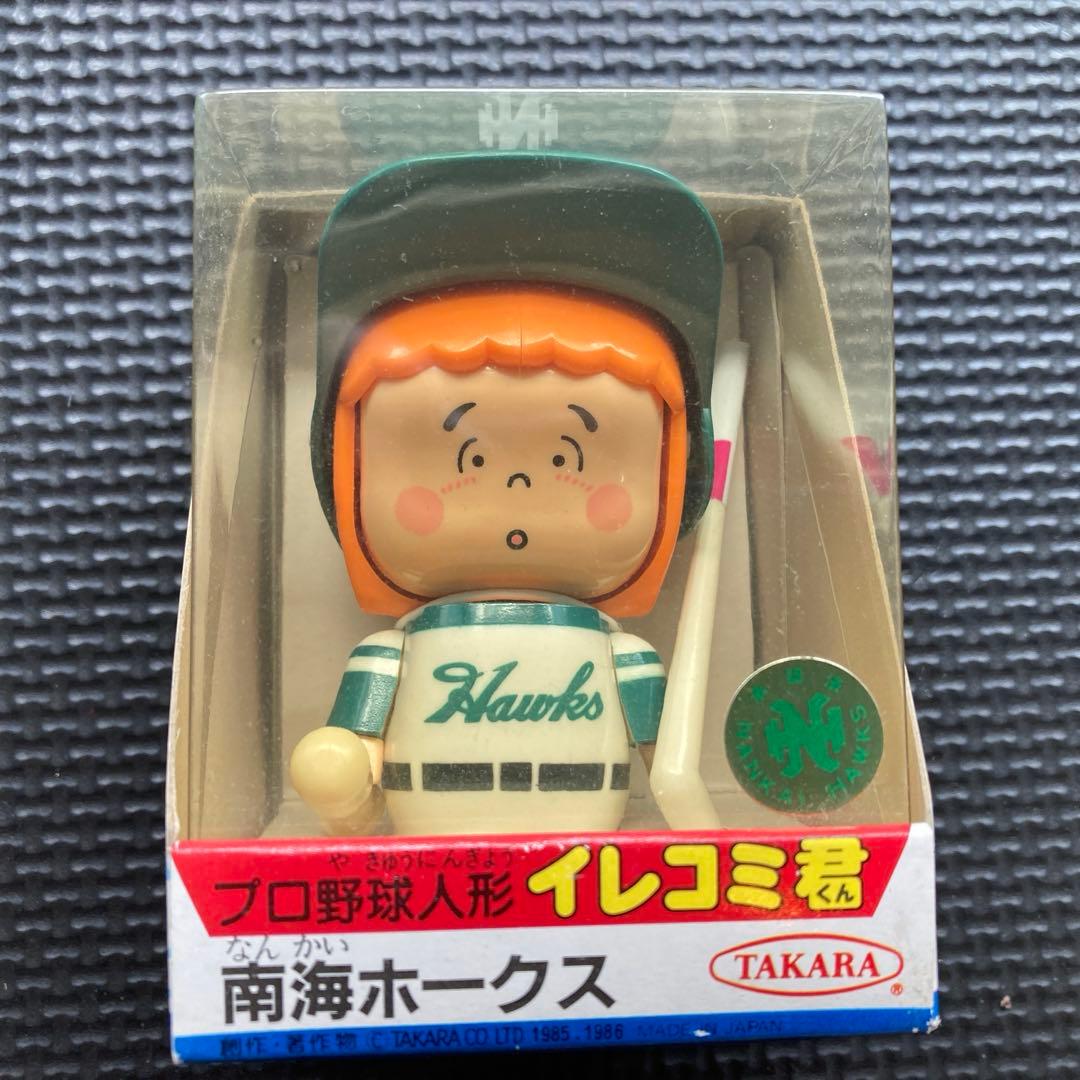 Hawks
NANKAI HAWKS
や きゅうにんぎょう
プロ野球人形 イレコミ君
くん
なん かい
南海ホークス
TAKARA®
創作・著作物 © TAKARA CO LTD 1985.1986 MADE IN JAPAN